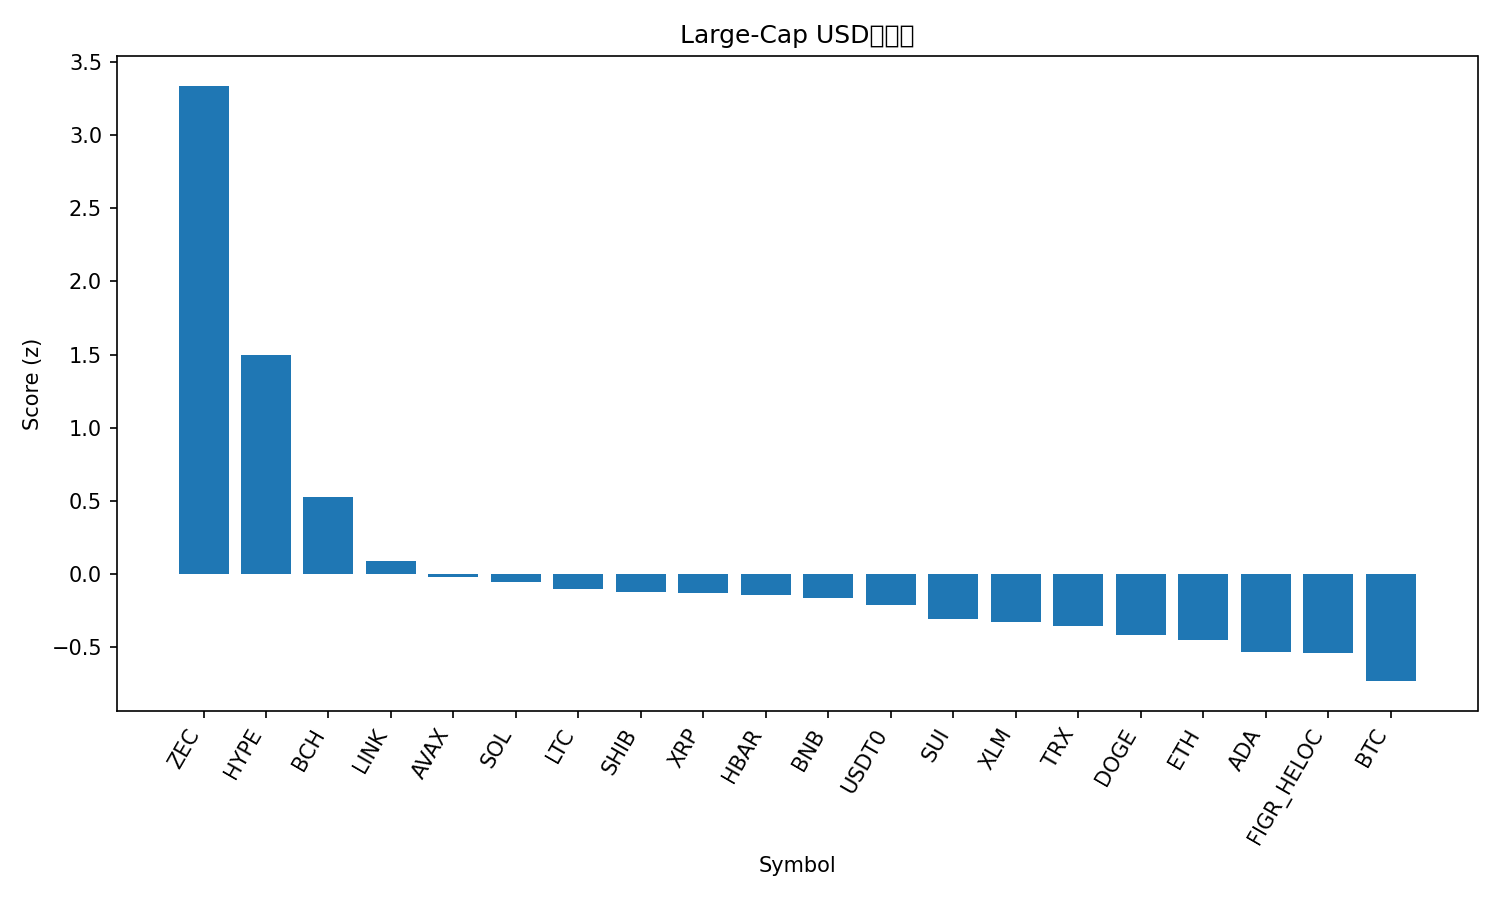 Large-Cap USD
3.5
3.0
2.5
2.0
1.5
1.0
0.5
0.0
−0.5
Score (z)
ZEC
HYPE
BCH
LINK
AVAX
SOL
LTC
SHIB
XRP
HBAR
BNB
USDT0
SUI
XLM
TRX
DOGE
ETH
ADA
FIGR_HELOC
BTC
Symbol